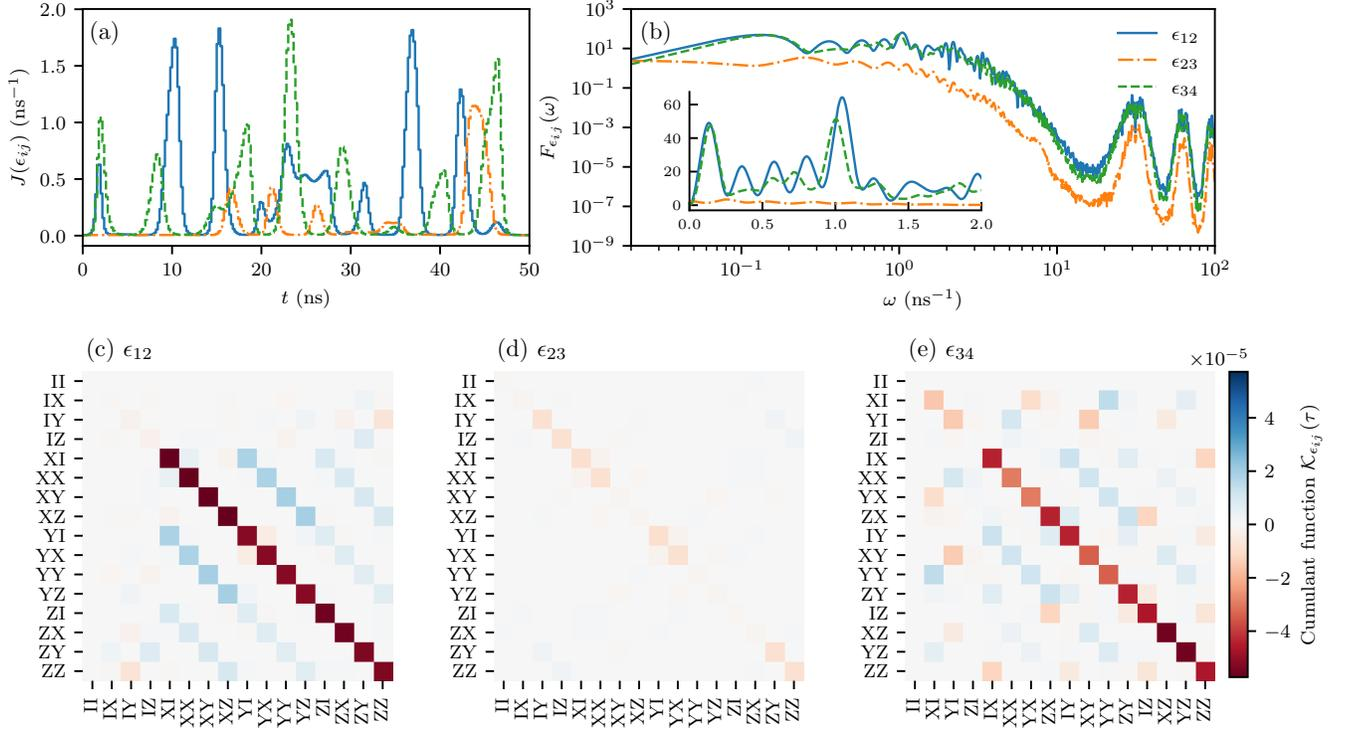 (a)
J(ϵ_{ij}) (ns⁻¹)
2.0
1.5
1.0
0.5
0.0
0 10 20 30 40 50
t (ns)
(b)
F_{ϵ_{ij}}(ω)
10³
10¹
10⁻¹
10⁻³
10⁻⁵
10⁻⁷
10⁻⁹
10⁻¹ 10⁰ 10¹ 10²
ω (ns⁻¹)
ϵ₁₂
ϵ₂₃
ϵ₃₄
60
40
20
0
0.0 0.5 1.0 1.5 2.0
(c) ϵ₁₂
II
IX
IY
IZ
XI
XX
XY
XZ
YI
YX
YY
YZ
ZI
ZX
ZY
ZZ
II IX IY IZ XI XX XY XZ YI YX YY YZ ZI ZX ZY ZZ
(d) ϵ₂₃
II
IX
IY
IZ
XI
XX
XY
XZ
YI
YX
YY
YZ
ZI
ZX
ZY
ZZ
II IX IY IZ XI XX XY XZ YI YX YY YZ ZI ZX ZY ZZ
(e) ϵ₃₄
II
XI
YI
ZI
IX
XX
YX
ZX
IY
XY
YY
ZY
IZ
XZ
YZ
ZZ
II XI YI ZI IX XX YX ZX IY XY YY ZY IZ XZ YZ ZZ
×10⁻⁵
4
2
0
−2
−4
Cumulant function 𝒦_{ϵ_{ij}}(τ)